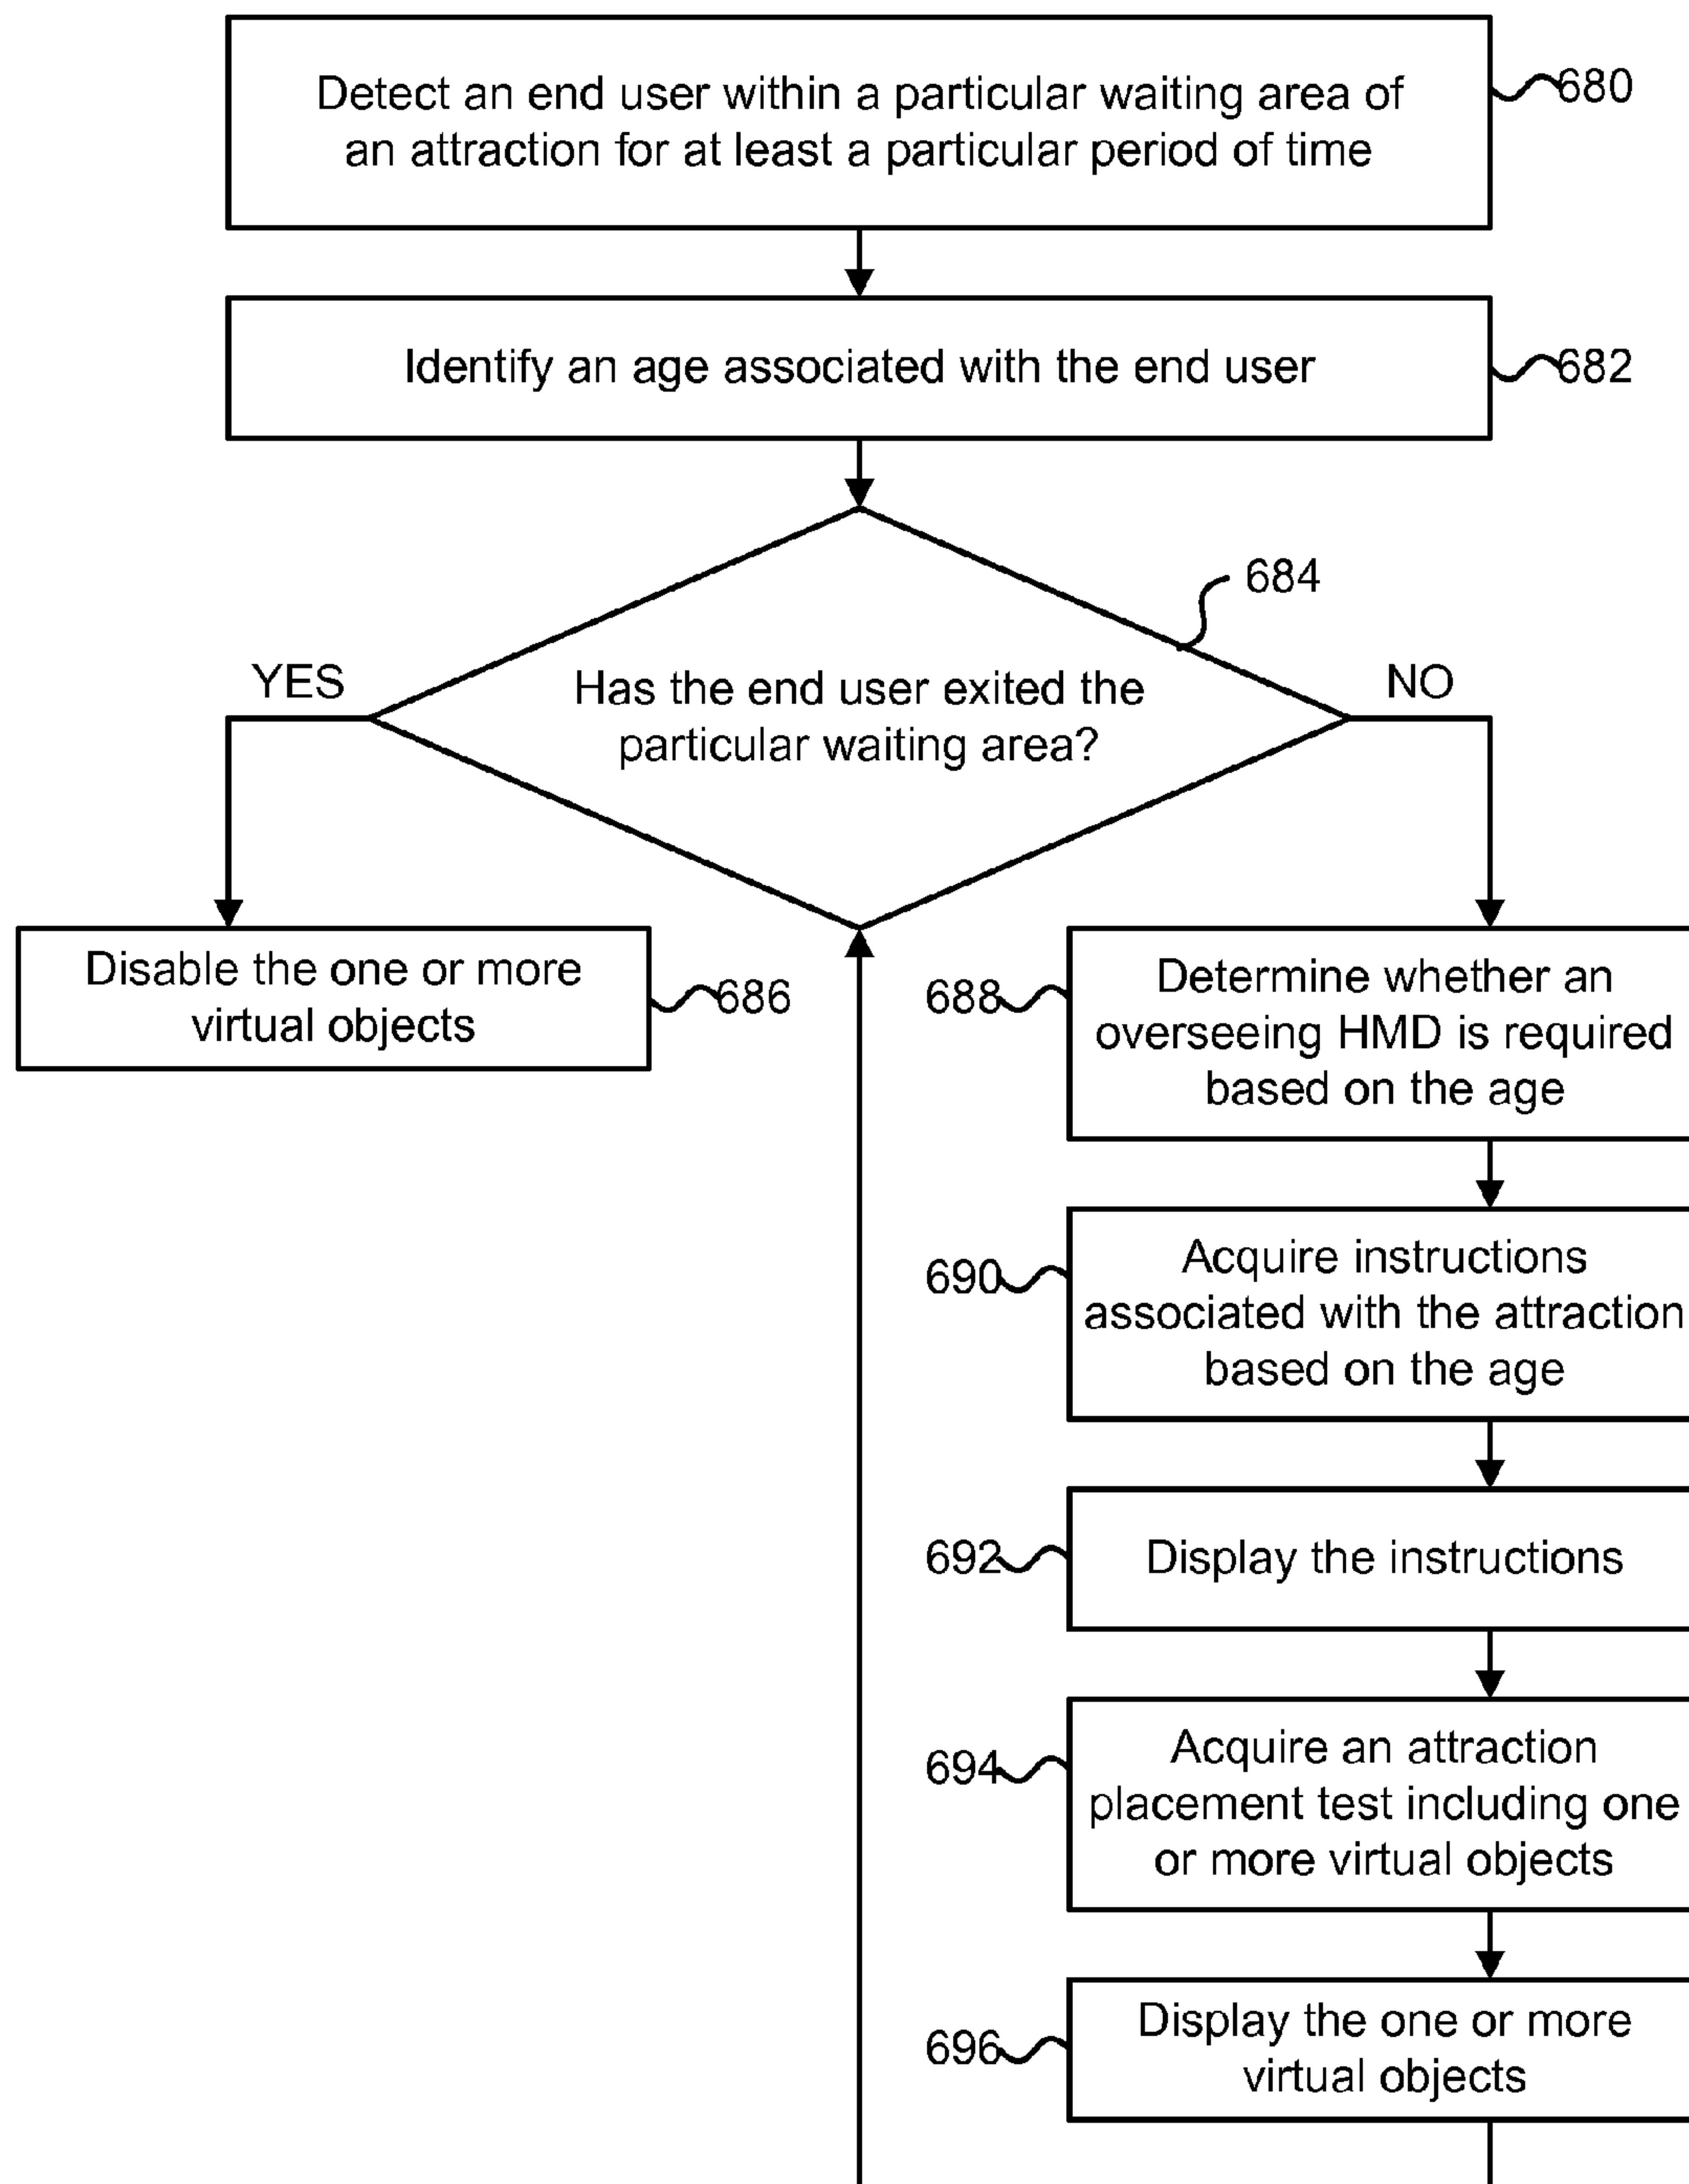 Detect an end user within a particular waiting area of
an attraction for at least a particular period of time
680
Identify an age associated with the end user
682
684
YES
Has the end user exited the
particular waiting area?
NO
Disable the one or more
virtual objects
686
688
Determine whether an
overseeing HMD is required
based on the age
690
Acquire instructions
associated with the attraction
based on the age
692
Display the instructions
694
Acquire an attraction
placement test including one
or more virtual objects
696
Display the one or more
virtual objects